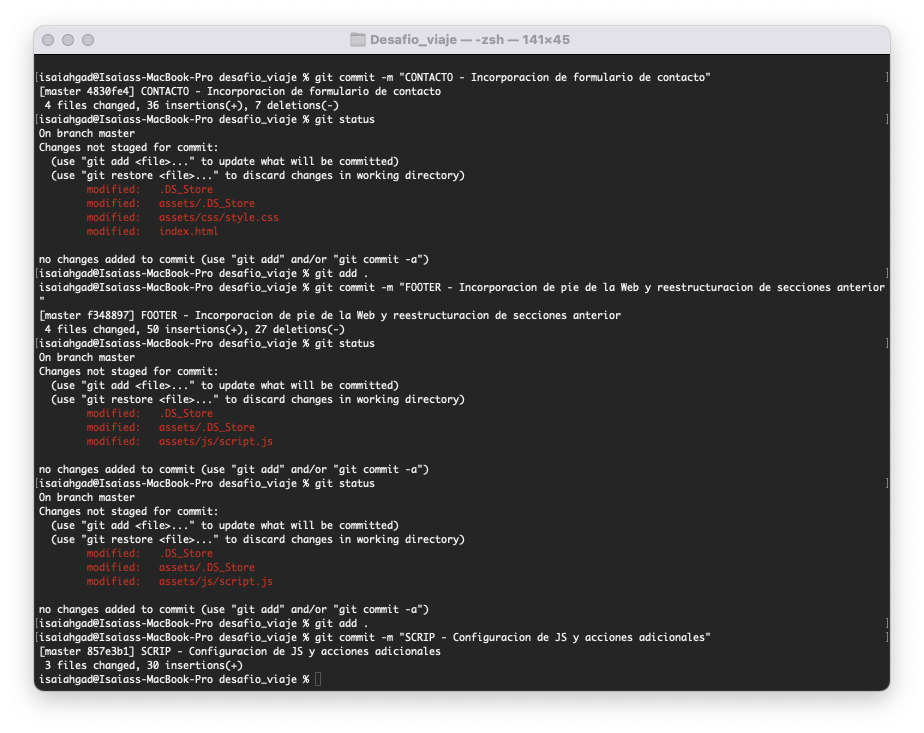 Desafio_viaje — -zsh — 141×45
[isaiahgad@Isaiass-MacBook-Pro desafio_viaje % git commit -m "CONTACTO - Incorporacion de formulario de contacto" ]
[master 4830fe4] CONTACTO - Incorporacion de formulario de contacto
4 files changed, 36 insertions(+), 7 deletions(-)
[isaiahgad@Isaiass-MacBook-Pro desafio_viaje % git status ]
On branch master
Changes not staged for commit:
(use "git add <file>..." to update what will be committed)
(use "git restore <file>..." to discard changes in working directory)
modified: .DS_Store
modified: assets/.DS_Store
modified: assets/css/style.css
modified: index.html
no changes added to commit (use "git add" and/or "git commit -a")
[isaiahgad@Isaiass-MacBook-Pro desafio_viaje % git add . ]
isaiahgad@Isaiass-MacBook-Pro desafio_viaje % git commit -m "FOOTER - Incorporacion de pie de la Web y reestructuracion de secciones anterior
"
[master f348897] FOOTER - Incorporacion de pie de la Web y reestructuracion de secciones anterior
4 files changed, 50 insertions(+), 27 deletions(-)
[isaiahgad@Isaiass-MacBook-Pro desafio_viaje % git status ]
On branch master
Changes not staged for commit:
(use "git add <file>..." to update what will be committed)
(use "git restore <file>..." to discard changes in working directory)
modified: .DS_Store
modified: assets/.DS_Store
modified: assets/js/script.js
no changes added to commit (use "git add" and/or "git commit -a")
[isaiahgad@Isaiass-MacBook-Pro desafio_viaje % git status ]
On branch master
Changes not staged for commit:
(use "git add <file>..." to update what will be committed)
(use "git restore <file>..." to discard changes in working directory)
modified: .DS_Store
modified: assets/.DS_Store
modified: assets/js/script.js
no changes added to commit (use "git add" and/or "git commit -a")
[isaiahgad@Isaiass-MacBook-Pro desafio_viaje % git add . ]
[isaiahgad@Isaiass-MacBook-Pro desafio_viaje % git commit -m "SCRIP - Configuracion de JS y acciones adicionales" ]
[master 857e3b1] SCRIP - Configuracion de JS y acciones adicionales
3 files changed, 30 insertions(+)
isaiahgad@Isaiass-MacBook-Pro desafio_viaje %